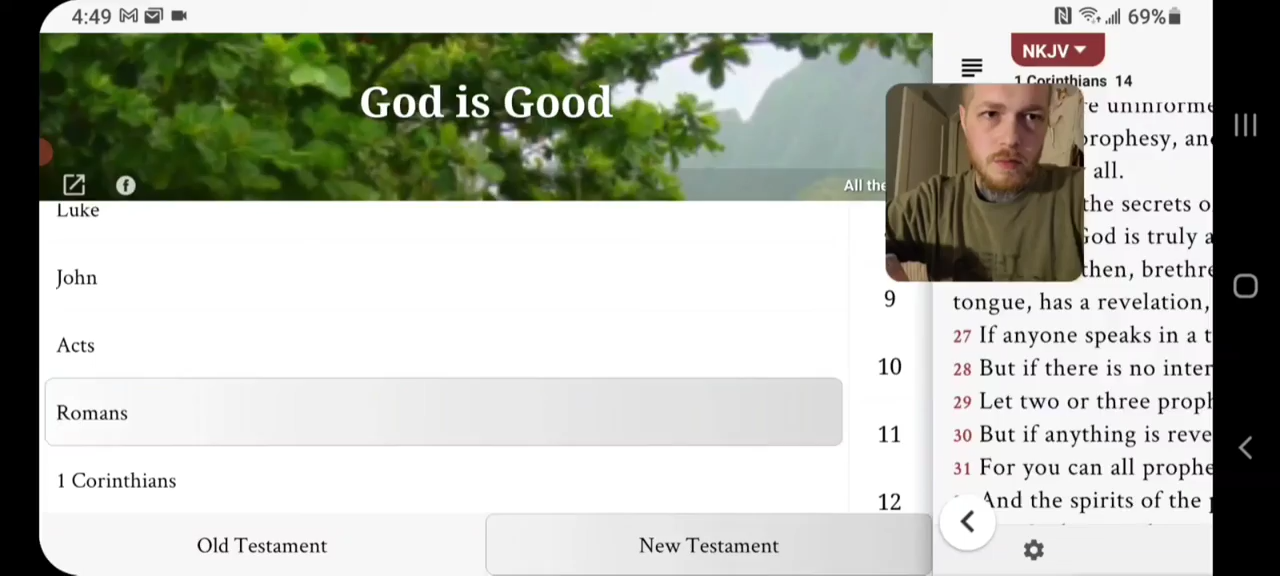 4:49
69%
God is Good
All the
Luke
John
Acts
Romans
1 Corinthians
9
10
11
12
Old Testament
New Testament
NKJV
1 Corinthians 14
prophesy, and
all.
the secrets o
God is truly a
then, brethre
tongue, has a revelation,
27 If anyone speaks in a t
28 But if there is no inter
29 Let two or three proph
30 But if anything is reve
31 For you can all prophe
And the spirits of the p